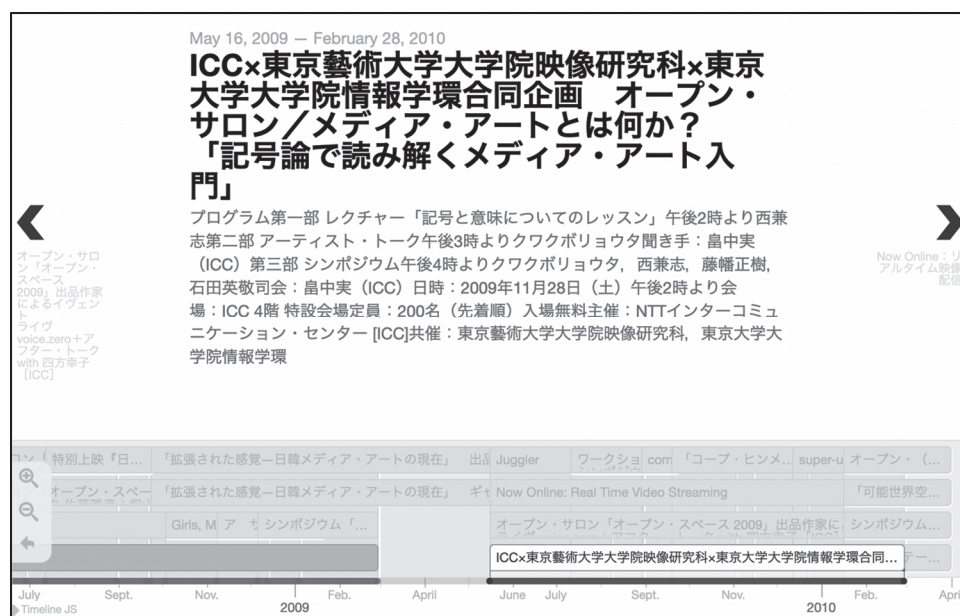 May 16, 2009 — February 28, 2010
ICC×東京藝術大学大学院映像研究科×東京
大学大学院情報学環合同企画　オープン・
サロン／メディア・アートとは何か？
「記号論で読み解くメディア・アート入
門」
プログラム第一部 レクチャー「記号と意味についてのレッスン」午後2時より西兼
志第二部 アーティスト・トーク午後3時よりクワクボリョウタ聞き手：畠中実
（ICC）第三部 シンポジウム午後4時よりクワクボリョウタ，西兼志，藤幡正樹，
石田英敬司会：畠中実（ICC）日時：2009年11月28日（土）午後2時より会
場：ICC 4階 特設会場定員：200名（先着順）入場無料主催：NTTインターコミュ
ニケーション・センター [ICC]共催：東京藝術大学大学院映像研究科，東京大学大
学院情報学環
オープン・サロ
ン「オープン・
スペース
2009」出品作家
によるイヴェン
ト
ライヴ
voice.zero＋ア
フター・トーク
with 四方幸子
［ICC］
Now Online：リ
アルタイム映像
配信
特別上映『日...
「拡張された感覚―日韓メディア・アートの現在」
出品
Juggler
ワークショ
com
「コープ・ヒンメ...
super-u
オープン・（...
オープン・スペー
「拡張された感覚―日韓メディア・アートの現在」
ギャ
Now Online: Real Time Video Streaming
「可能世界空...
Girls, M
ア
サ
シンポジウム「...
オープン・サロン「オープン・スペース 2009」出品作家に
シンポジウム...
ICC×東京藝術大学大学院映像研究科×東京大学大学院情報学環合同...
テー...
July Sept. Nov. Feb. April June July Sept. Nov. Feb. Apri
2009 2010
Timeline JS